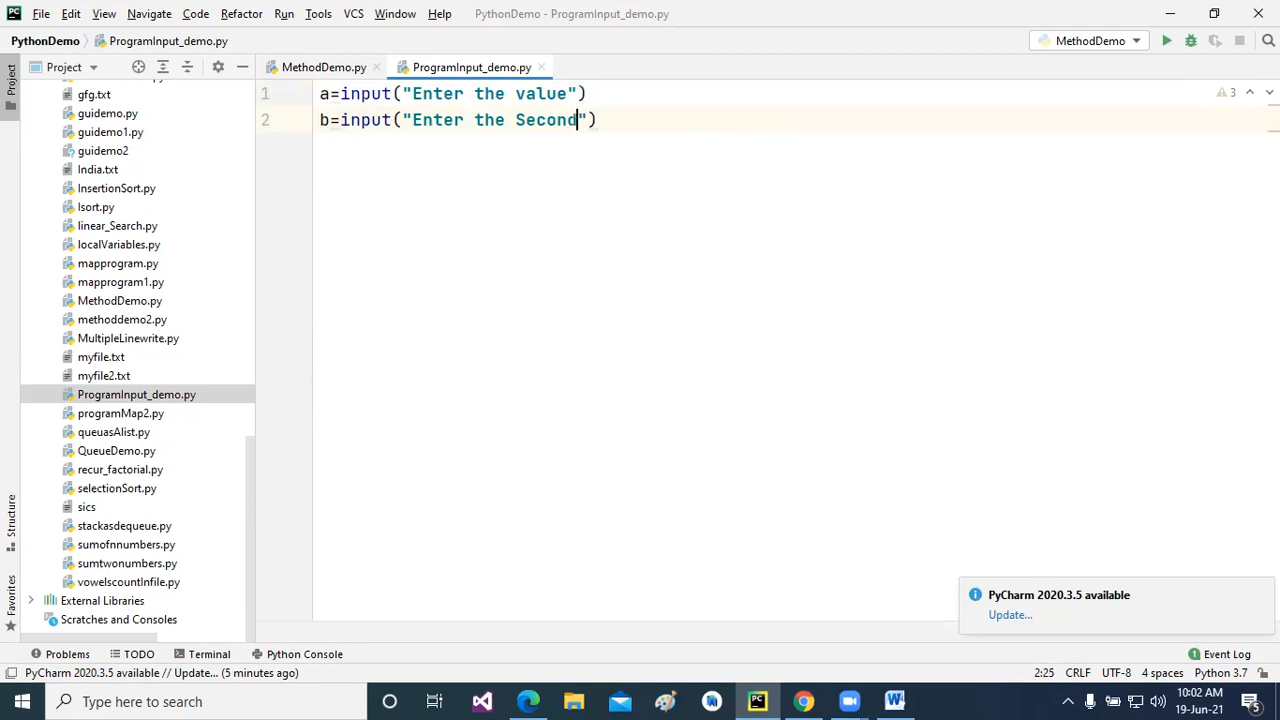 File Edit View Navigate Code Refactor Run Tools VCS Window Help PythonDemo - ProgramInput_demo.py
PythonDemo ProgramInput_demo.py MethodDemo
Project MethodDemo.py ProgramInput_demo.py
Project
1 a=input("Enter the value") 3
2 b=input("Enter the Second")
gfg.txt
guidemo.py
guidemo1.py
guidemo2
India.txt
InsertionSort.py
lsort.py
linear_Search.py
localVariables.py
mapprogram.py
mapprogram1.py
MethodDemo.py
methoddemo2.py
MultipleLinewrite.py
myfile.txt
myfile2.txt
ProgramInput_demo.py
programMap2.py
queuasAlist.py
QueueDemo.py
recur_factorial.py
selectionSort.py
sics
stackasdequeue.py
sumofnnumbers.py
sumtwonumbers.py
vowelscountInfile.py
External Libraries
Scratches and Consoles
Structure
Favorites
PyCharm 2020.3.5 available
Update...
Problems TODO Terminal Python Console 1 Event Log
PyCharm 2020.3.5 available // Update... (5 minutes ago) 2:25 CRLF UTF-8 4 spaces Python 3.7
Type here to search 10:02 AM
19-Jun-21 5